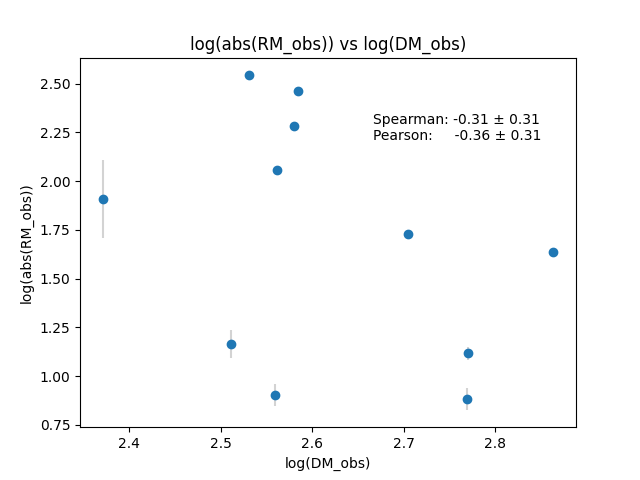 log(abs(RM_obs)) vs log(DM_obs)
2.50
2.25
2.00
1.75
1.50
1.25
1.00
0.75
log(abs(RM_obs))
Spearman: -0.31 ± 0.31
Pearson: -0.36 ± 0.31
2.4 2.5 2.6 2.7 2.8
log(DM_obs)